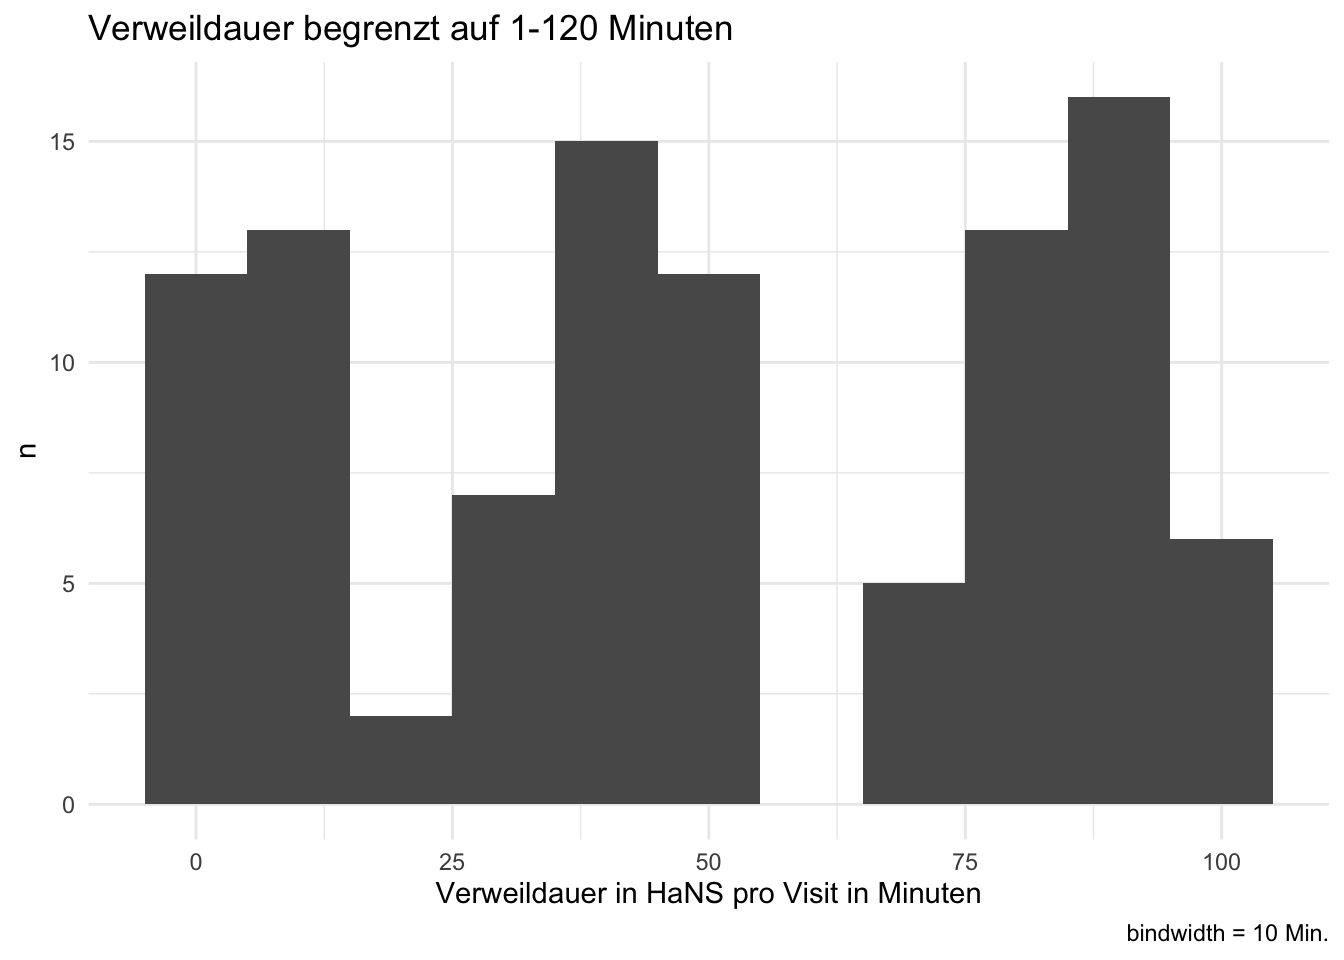 Verweildauer begrenzt auf 1-120 Minuten
15
10
5
0
n
0 25 50 75 100
Verweildauer in HaNS pro Visit in Minuten
bindwidth = 10 Min.